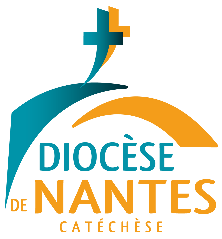 DIOCÈSE
DE NANTES
CATÉCHÈSE